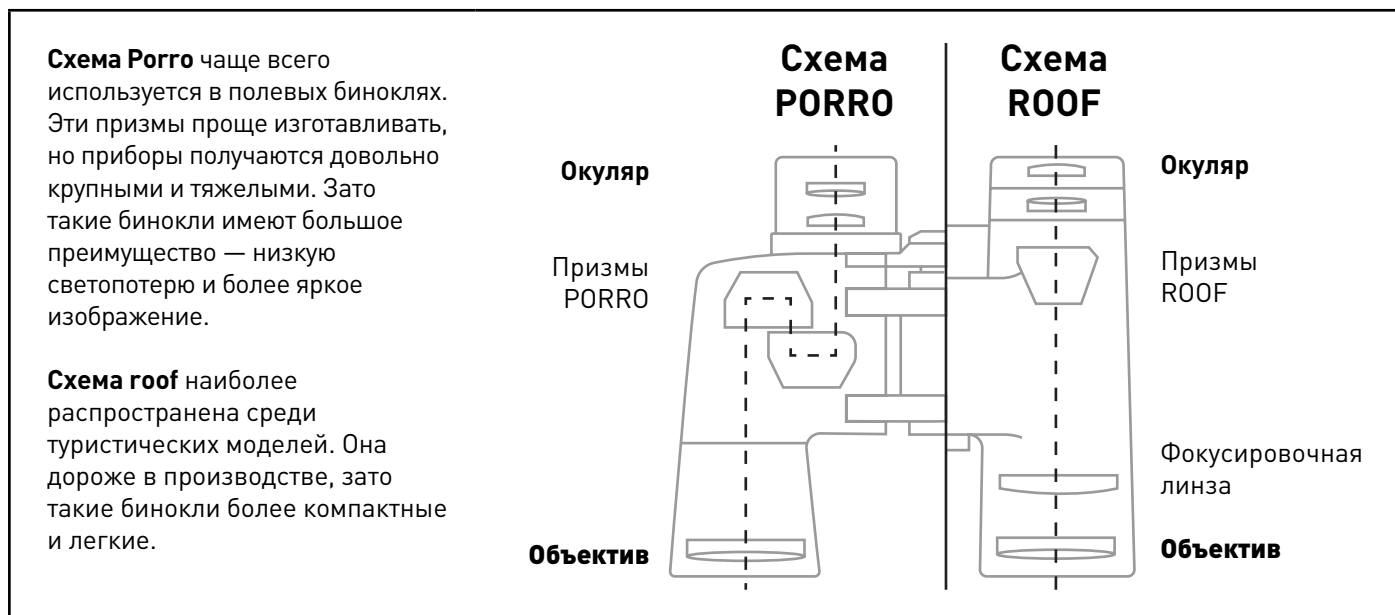 Схема Porro чаще всего
используется в полевых биноклях.
Эти призмы проще изготавливать,
но приборы получаются довольно
крупными и тяжелыми. Зато
такие бинокли имеют большое
преимущество — низкую
светопотерю и более яркое
изображение.
Схема roof наиболее
распространена среди
туристических моделей. Она
дороже в производстве, зато
такие бинокли более компактные
и легкие.
Схема
PORRO
Окуляр
Призмы
PORRO
Объектив
Схема
ROOF
Окуляр
Призмы
ROOF
Фокусировочная
линза
Объектив